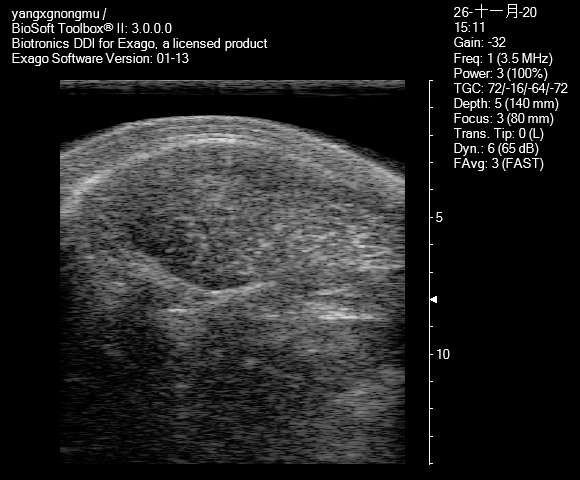 yangxgnongmu /
BioSoft Toolbox® II: 3.0.0.0
Biotronics DDI for Exago, a licensed product
Exago Software Version: 01-13
26-十一月-20
15:11
Gain: -32
Freq: 1 (3.5 MHz)
Power: 3 (100%)
TGC: 72/-16/-64/-72
Depth: 5 (140 mm)
Focus: 3 (80 mm)
Trans. Tip: 0 (L)
Dyn.: 6 (65 dB)
FAvg: 3 (FAST)
5
10